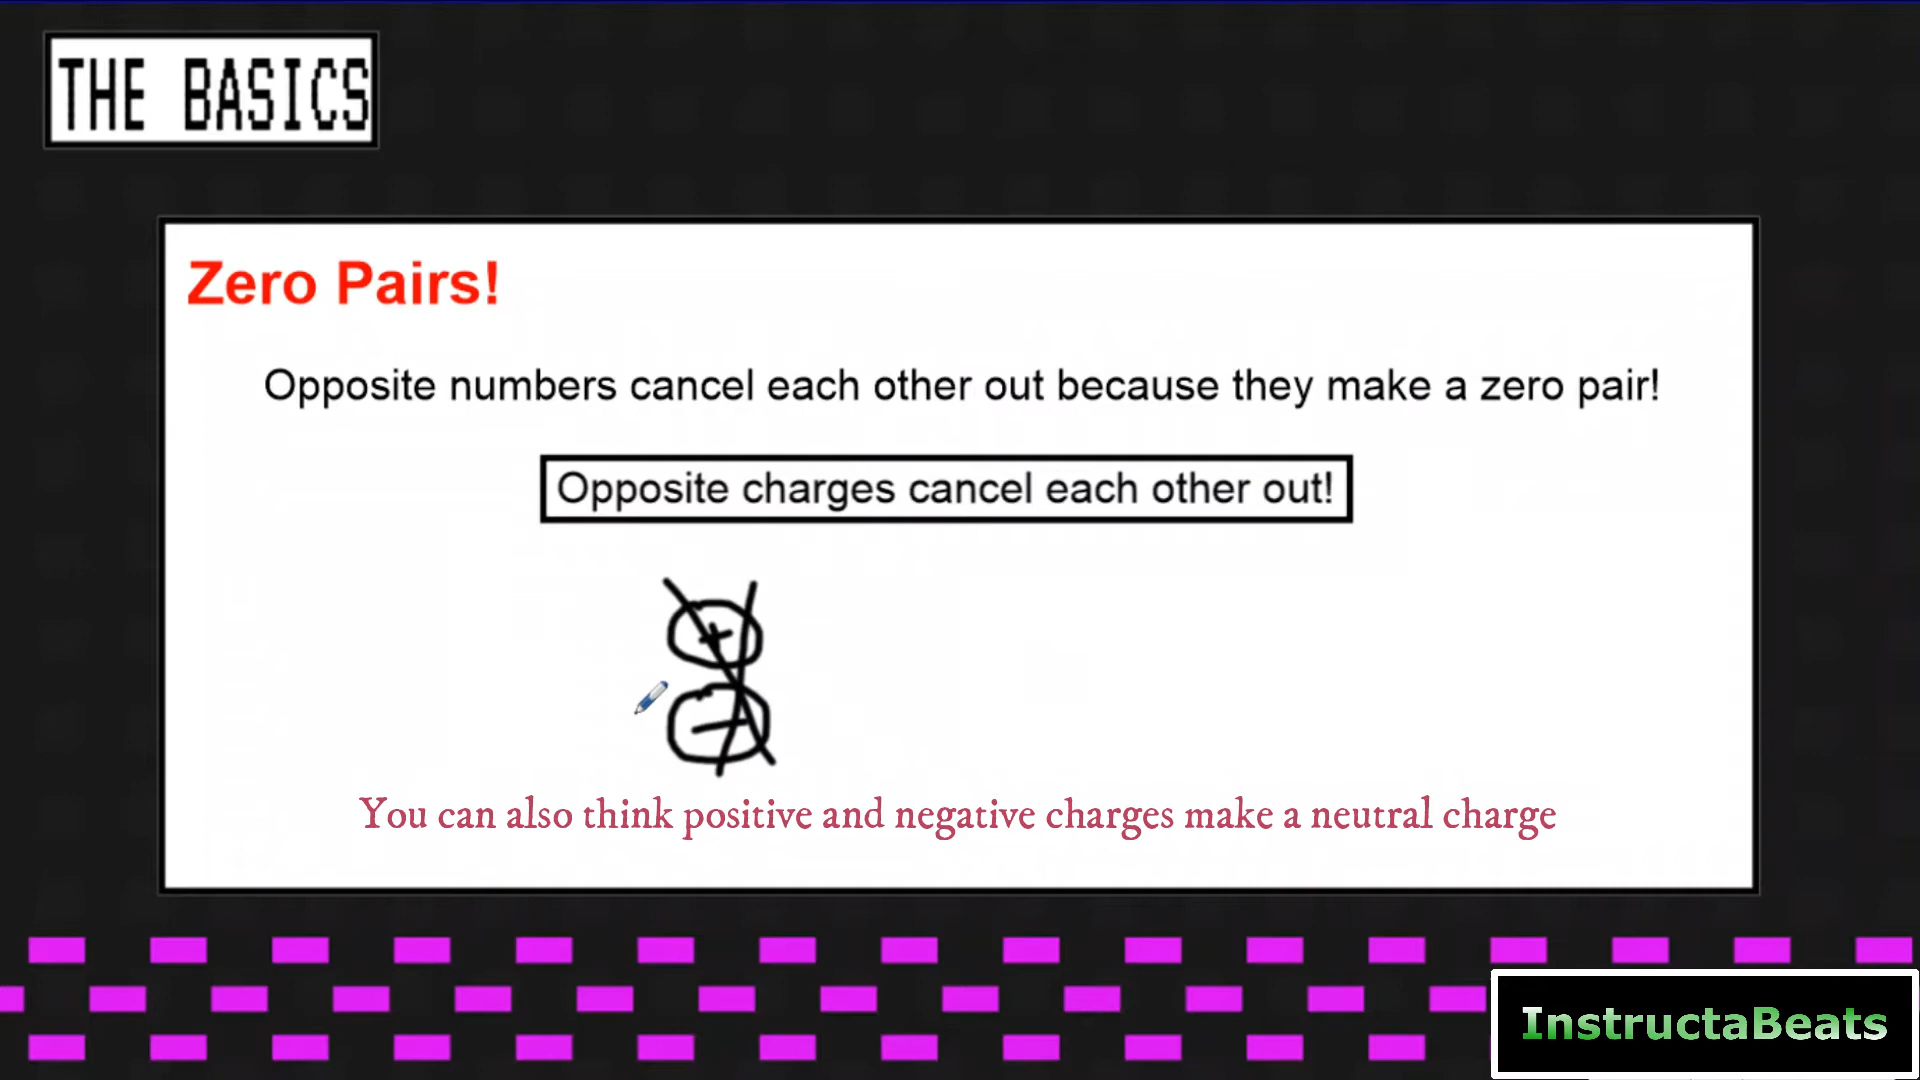 THE BASICS
Zero Pairs!
Opposite numbers cancel each other out because they make a zero pair!
Opposite charges cancel each other out!
+
−
You can also think positive and negative charges make a neutral charge
InstructaBeats